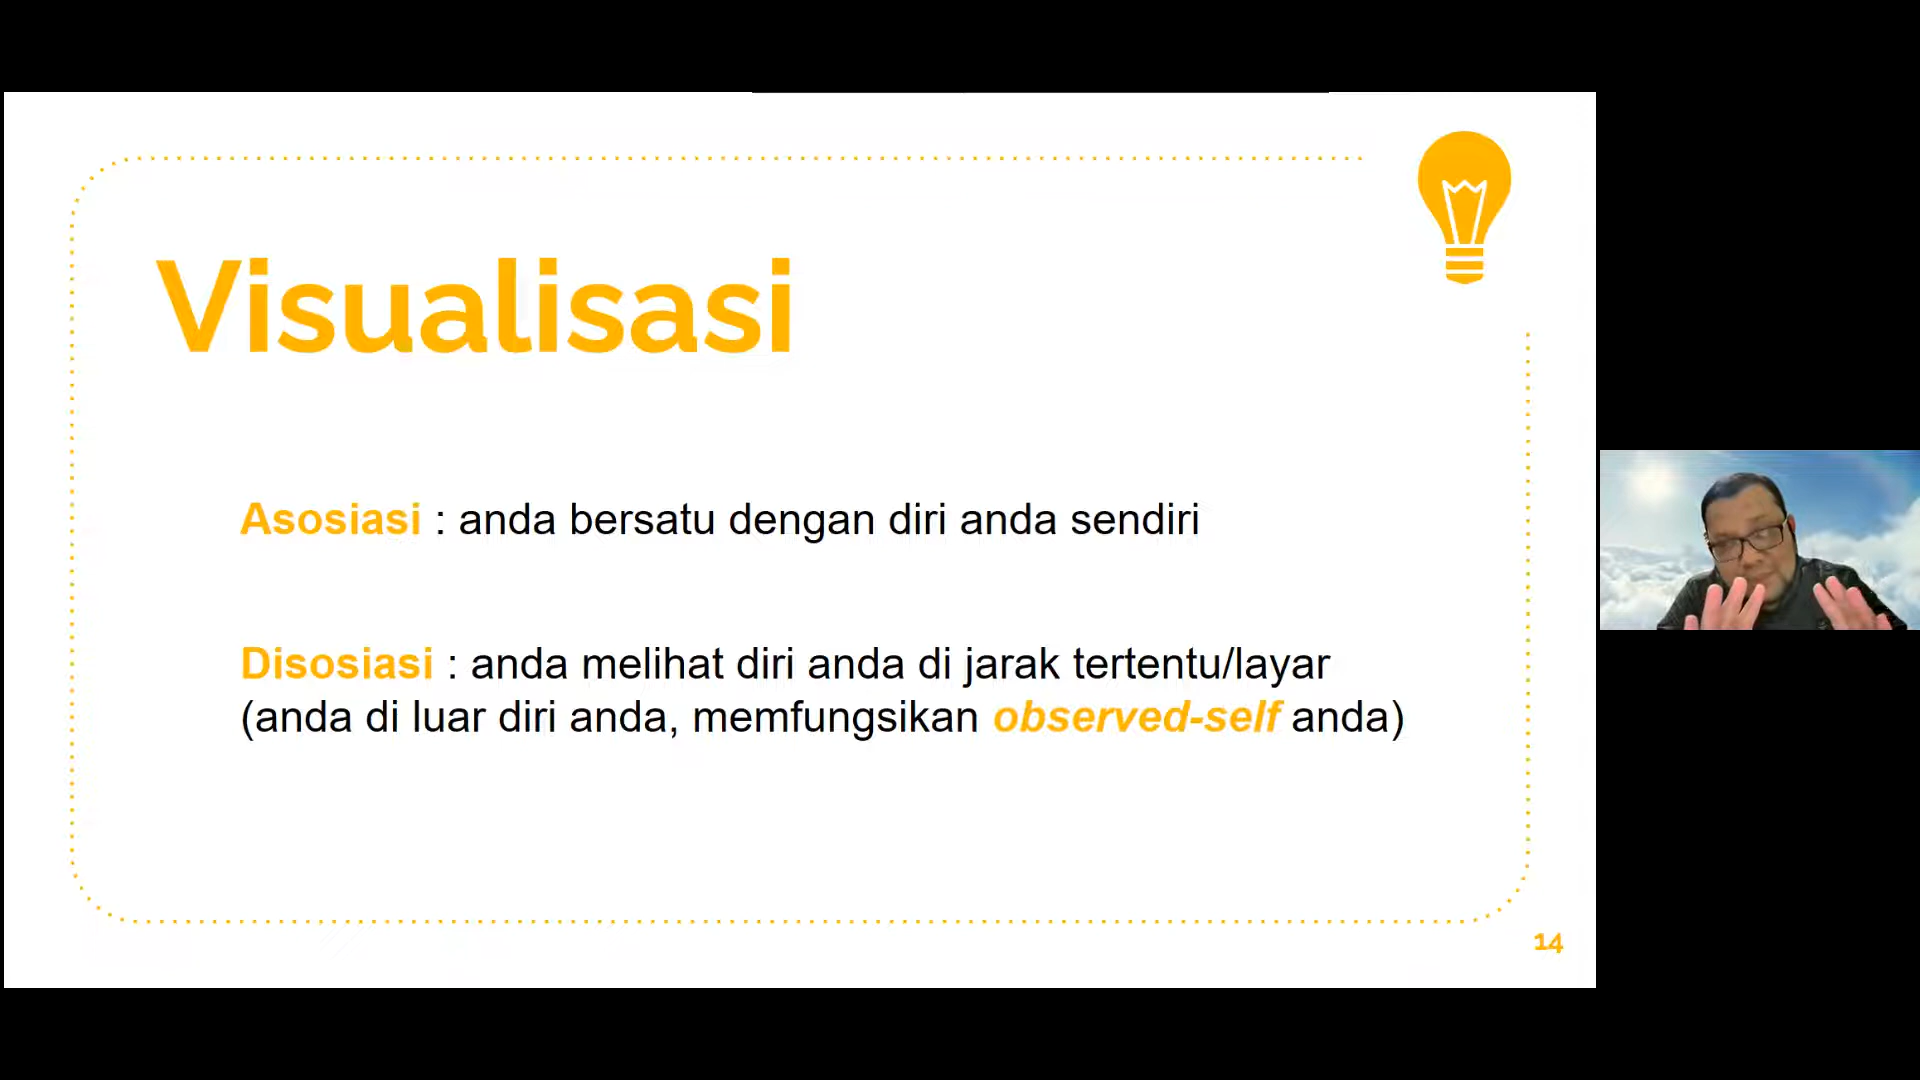 Visualisasi
Asosiasi : anda bersatu dengan diri anda sendiri
Disosiasi : anda melihat diri anda di jarak tertentu/layar
(anda di luar diri anda, memfungsikan observed-self anda)
14